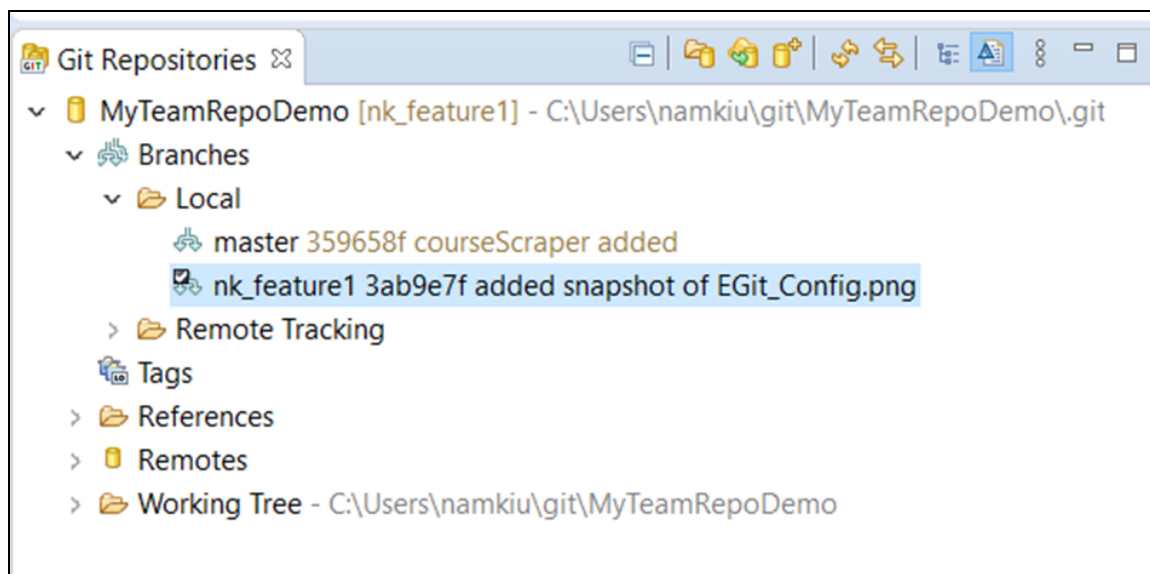 Git Repositories
MyTeamRepoDemo [nk_feature1] - C:\Users\namkiu\git\MyTeamRepoDemo\.git
Branches
Local
master 359658f courseScraper added
nk_feature1 3ab9e7f added snapshot of EGit_Config.png
Remote Tracking
Tags
References
Remotes
Working Tree - C:\Users\namkiu\git\MyTeamRepoDemo